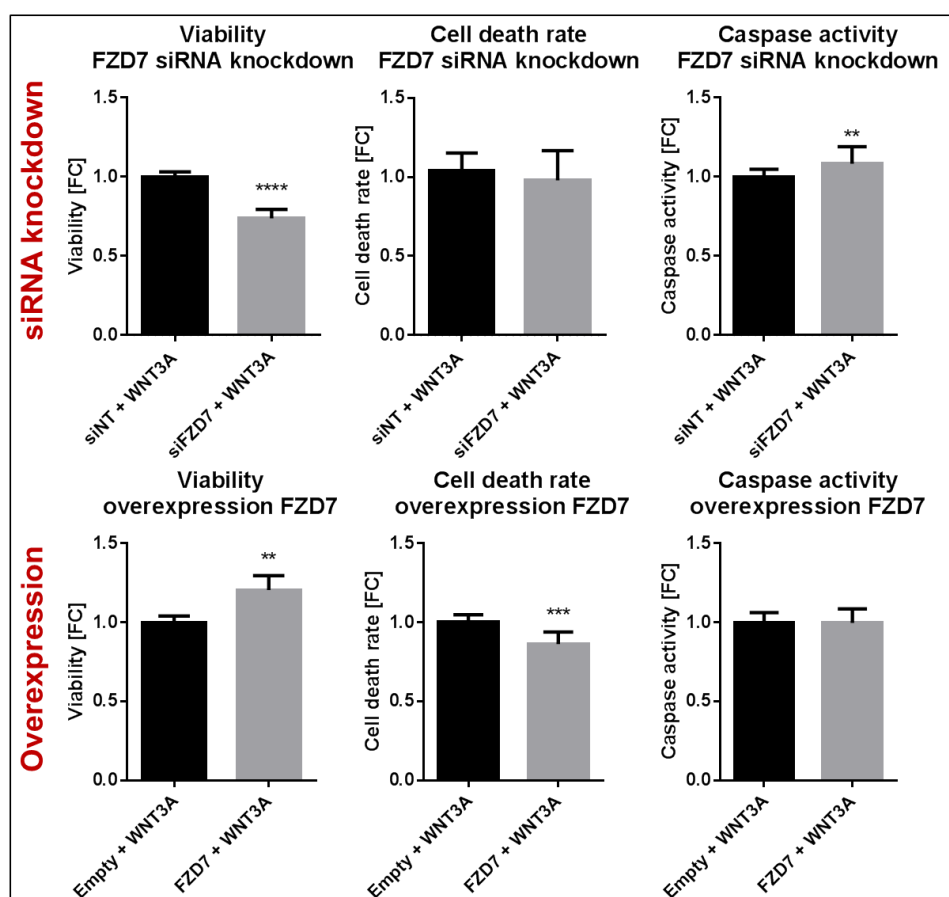 siRNA knockdown
Viability
FZD7 siRNA knockdown
Viability [FC]
1.5
1.0
0.5
0.0
****
siNT + WNT3A
siFZD7 + WNT3A
Cell death rate
FZD7 siRNA knockdown
Cell death rate [FC]
1.5
1.0
0.5
0.0
siNT + WNT3A
siFZD7 + WNT3A
Caspase activity
FZD7 siRNA knockdown
Caspase activity [FC]
1.5
1.0
0.5
0.0
**
siNT + WNT3A
siFZD7 + WNT3A
Overexpression
Viability
overexpression FZD7
Viability [FC]
1.5
1.0
0.5
0.0
**
Empty + WNT3A
FZD7 + WNT3A
Cell death rate
overexpression FZD7
Cell death rate [FC]
1.5
1.0
0.5
0.0
***
Empty + WNT3A
FZD7 + WNT3A
Caspase activity
overexpression FZD7
Caspase activity [FC]
1.5
1.0
0.5
0.0
Empty + WNT3A
FZD7 + WNT3A